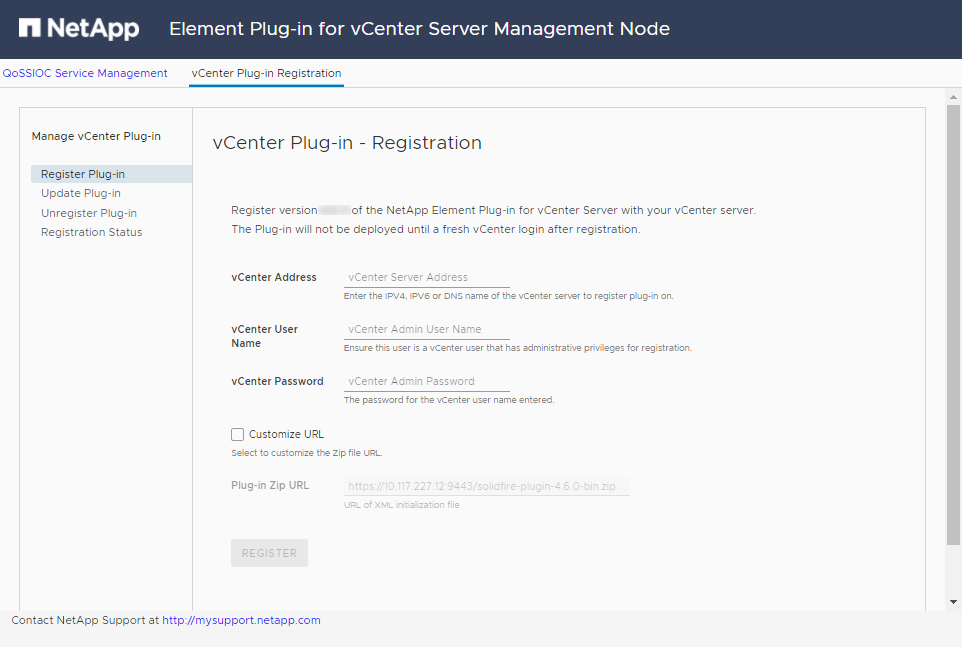 NetApp Element Plug-in for vCenter Server Management Node
QoSSIOC Service Management vCenter Plug-in Registration
Manage vCenter Plug-in
Register Plug-in
Update Plug-in
Unregister Plug-in
Registration Status
vCenter Plug-in - Registration
Register version of the NetApp Element Plug-in for vCenter Server with your vCenter server.
The Plug-in will not be deployed until a fresh vCenter login after registration.
vCenter Address vCenter Server Address
Enter the IPV4, IPV6 or DNS name of the vCenter server to register plug-in on.
vCenter User Name vCenter Admin User Name
Ensure this user is a vCenter user that has administrative privileges for registration.
vCenter Password vCenter Admin Password
The password for the vCenter user name entered.
Customize URL
Select to customize the Zip file URL.
Plug-in Zip URL https://10.117.227.12:9443/solidfire-plugin-4.6.0-bin.zip
URL of XML initialization file
REGISTER
Contact NetApp Support at http://mysupport.netapp.com